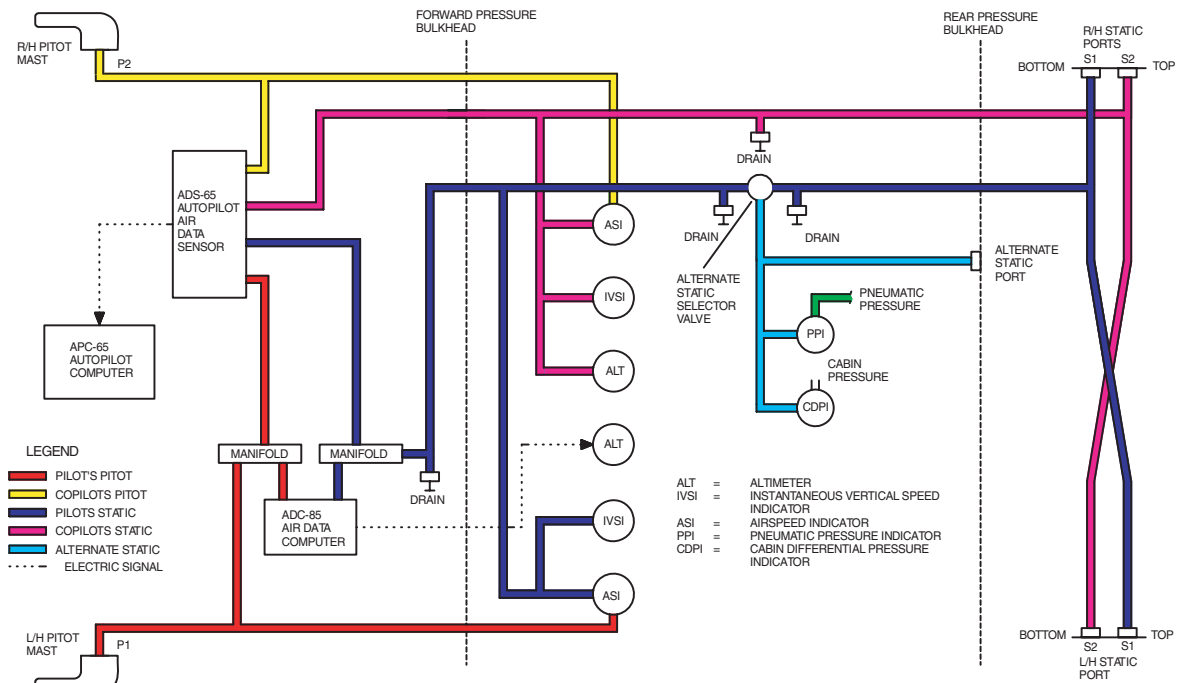 FORWARD PRESSURE
BULKHEAD
REAR PRESSURE
BULKHEAD
R/H PITOT
MAST
P2
R/H STATIC
PORTS
BOTTOM
S1
S2
TOP
DRAIN
ADS-65
AUTOPILOT
AIR
DATA
SENSOR
ASI
DRAIN
DRAIN
ALTERNATE
STATIC
PORT
ALTERNATE
STATIC
SELECTOR
VALVE
IVSI
PNEUMATIC
PRESSURE
PPI
APC-65
AUTOPILOT
COMPUTER
ALT
CABIN
PRESSURE
CDPI
LEGEND
PILOT'S PITOT
COPILOTS PITOT
PILOTS STATIC
COPILOTS STATIC
ALTERNATE STATIC
ELECTRIC SIGNAL
MANIFOLD
MANIFOLD
ALT
DRAIN
ADC-85
AIR DATA
COMPUTER
IVSI
ASI
ALT = ALTIMETER
IVSI = INSTANTANEOUS VERTICAL SPEED
INDICATOR
ASI = AIRSPEED INDICATOR
PPI = PNEUMATIC PRESSURE INDICATOR
CDPI = CABIN DIFFERENTIAL PRESSURE
INDICATOR
L/H PITOT
MAST
P1
BOTTOM
S2
S1
TOP
L/H STATIC
PORT